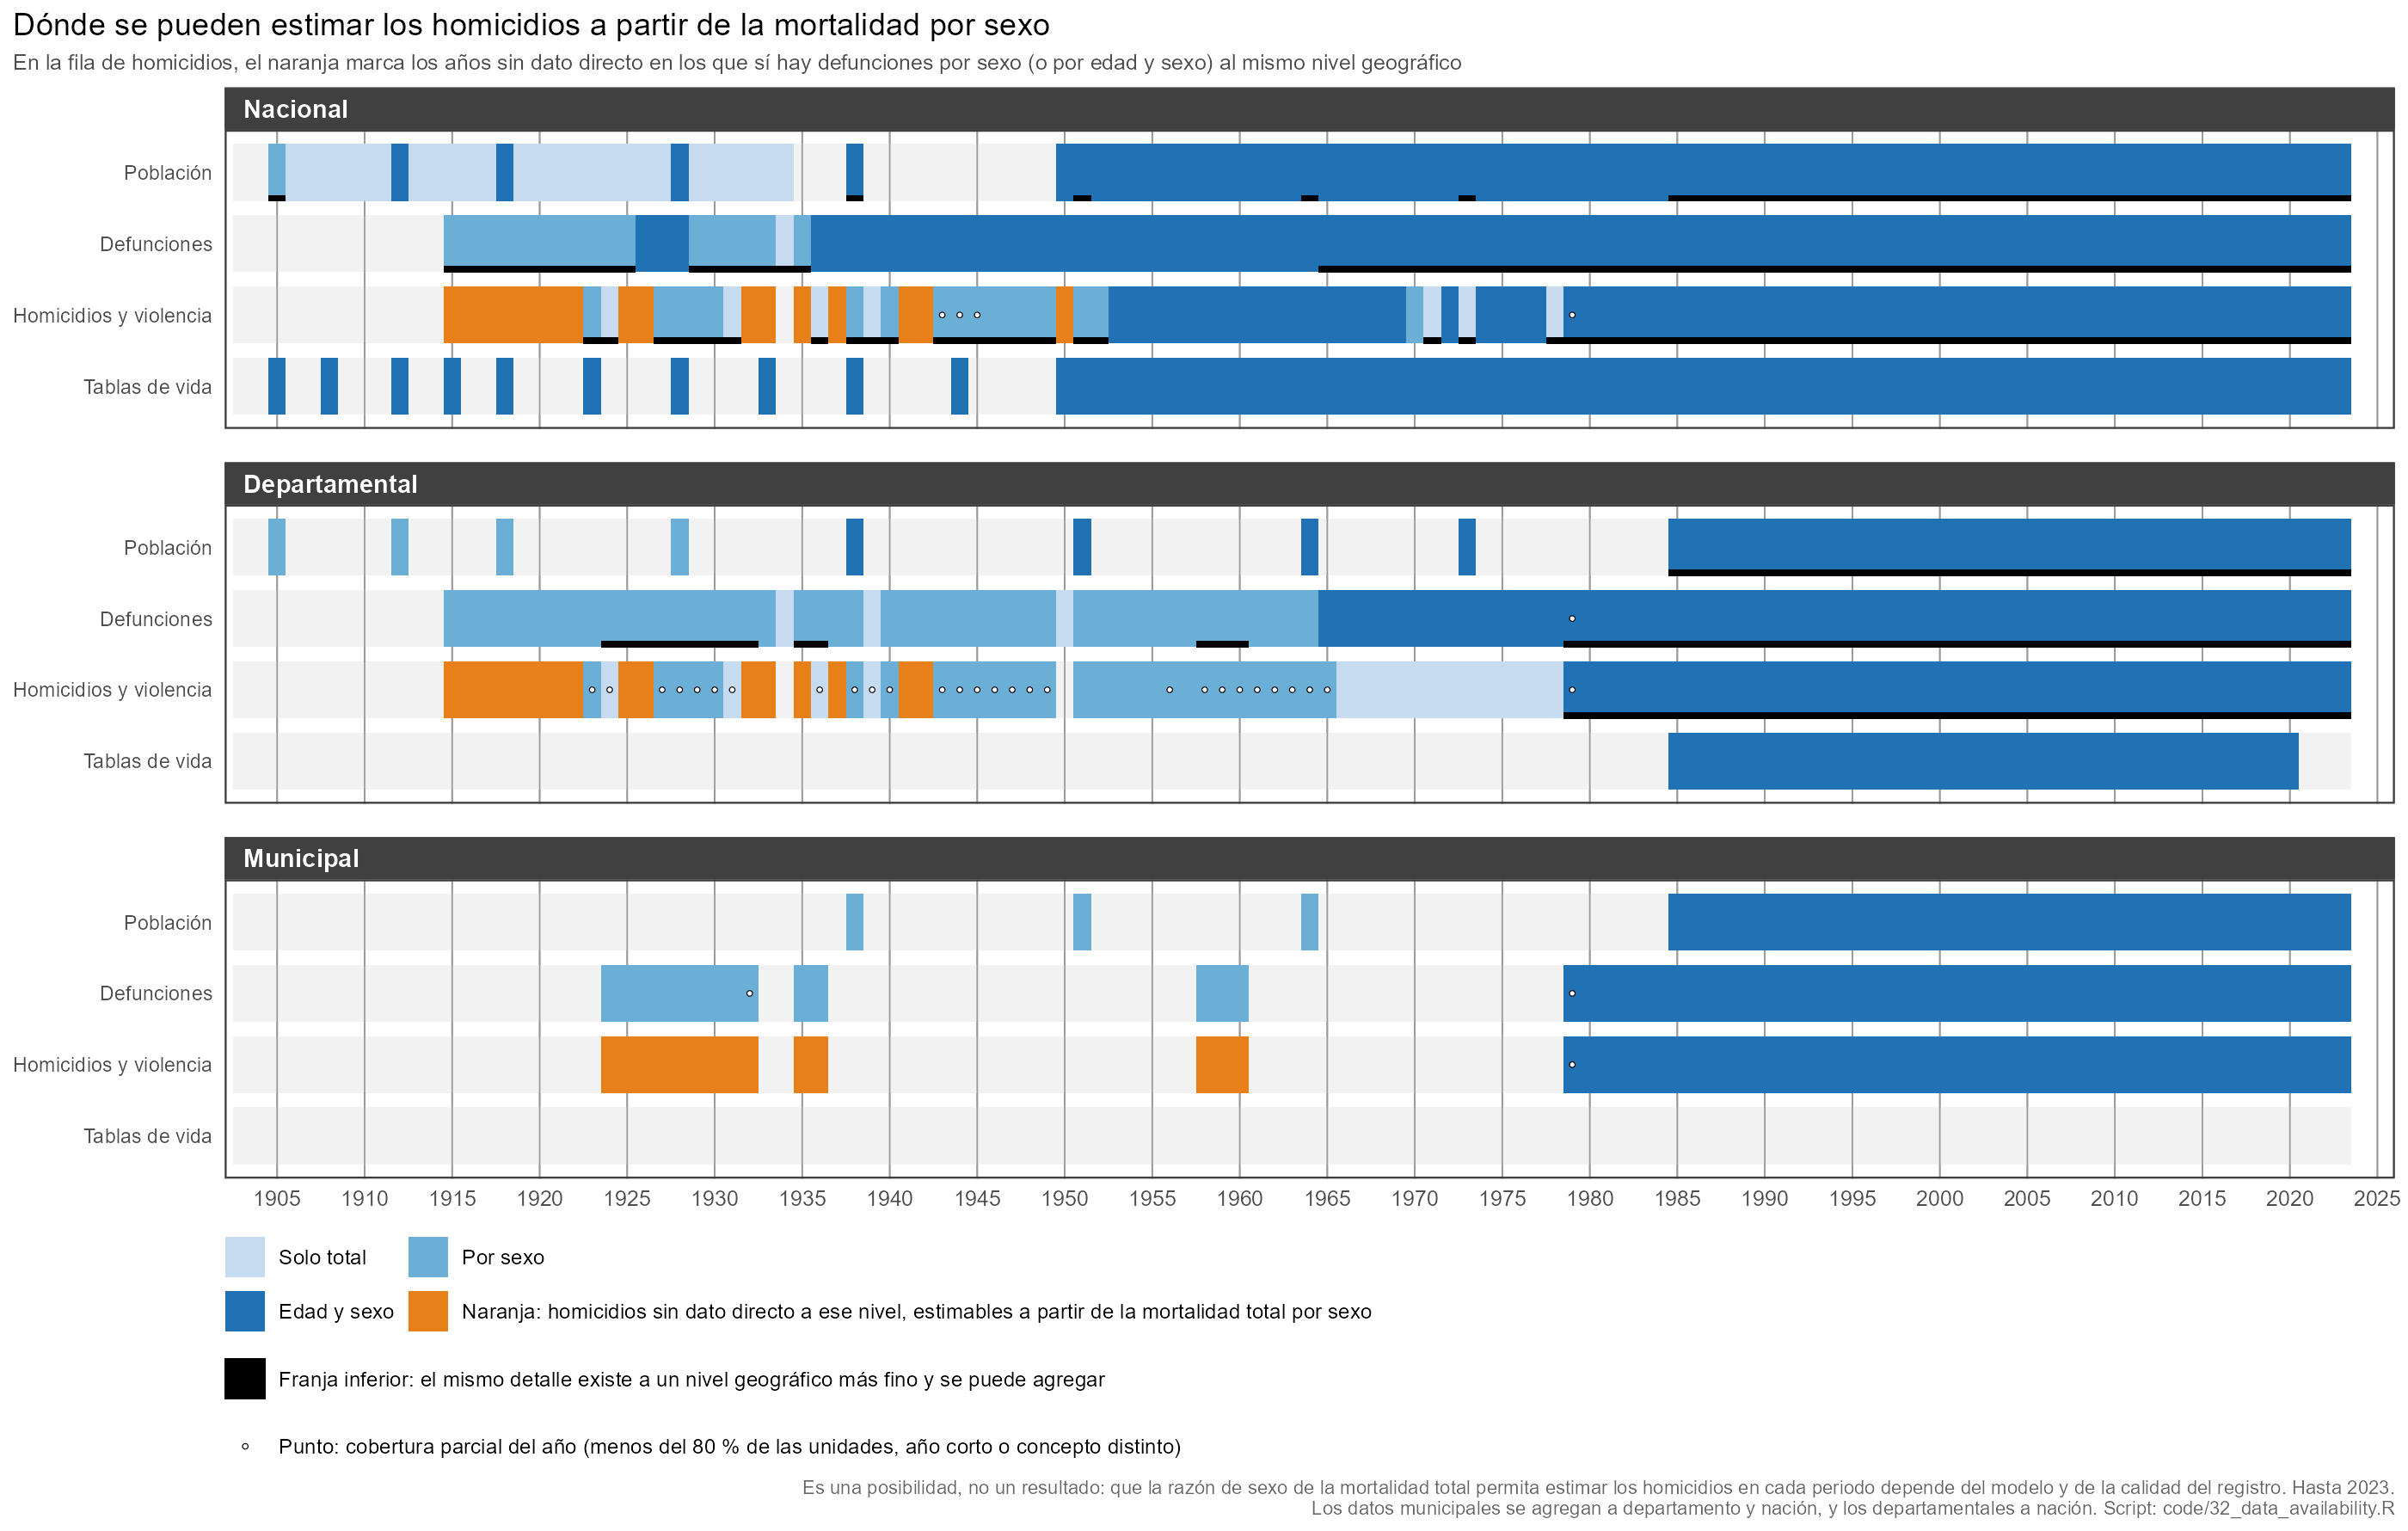 Dónde se pueden estimar los homicidios a partir de la mortalidad por sexo
En la fila de homicidios, el naranja marca los años sin dato directo en los que sí hay defunciones por sexo (o por edad y sexo) al mismo nivel geográfico
Nacional
Población
Defunciones
Homicidios y violencia
Tablas de vida
Departamental
Población
Defunciones
Homicidios y violencia
Tablas de vida
Municipal
Población
Defunciones
Homicidios y violencia
Tablas de vida
1905 1910 1915 1920 1925 1930 1935 1940 1945 1950 1955 1960 1965 1970 1975 1980 1985 1990 1995 2000 2005 2010 2015 2020 2025
Solo total Por sexo
Edad y sexo Naranja: homicidios sin dato directo a ese nivel, estimables a partir de la mortalidad total por sexo
Franja inferior: el mismo detalle existe a un nivel geográfico más fino y se puede agregar
Punto: cobertura parcial del año (menos del 80 % de las unidades, año corto o concepto distinto)
Es una posibilidad, no un resultado: que la razón de sexo de la mortalidad total permita estimar los homicidios en cada periodo depende del modelo y de la calidad del registro. Hasta 2023.
Los datos municipales se agregan a departamento y nación, y los departamentales a nación. Script: code/32_data_availability.R